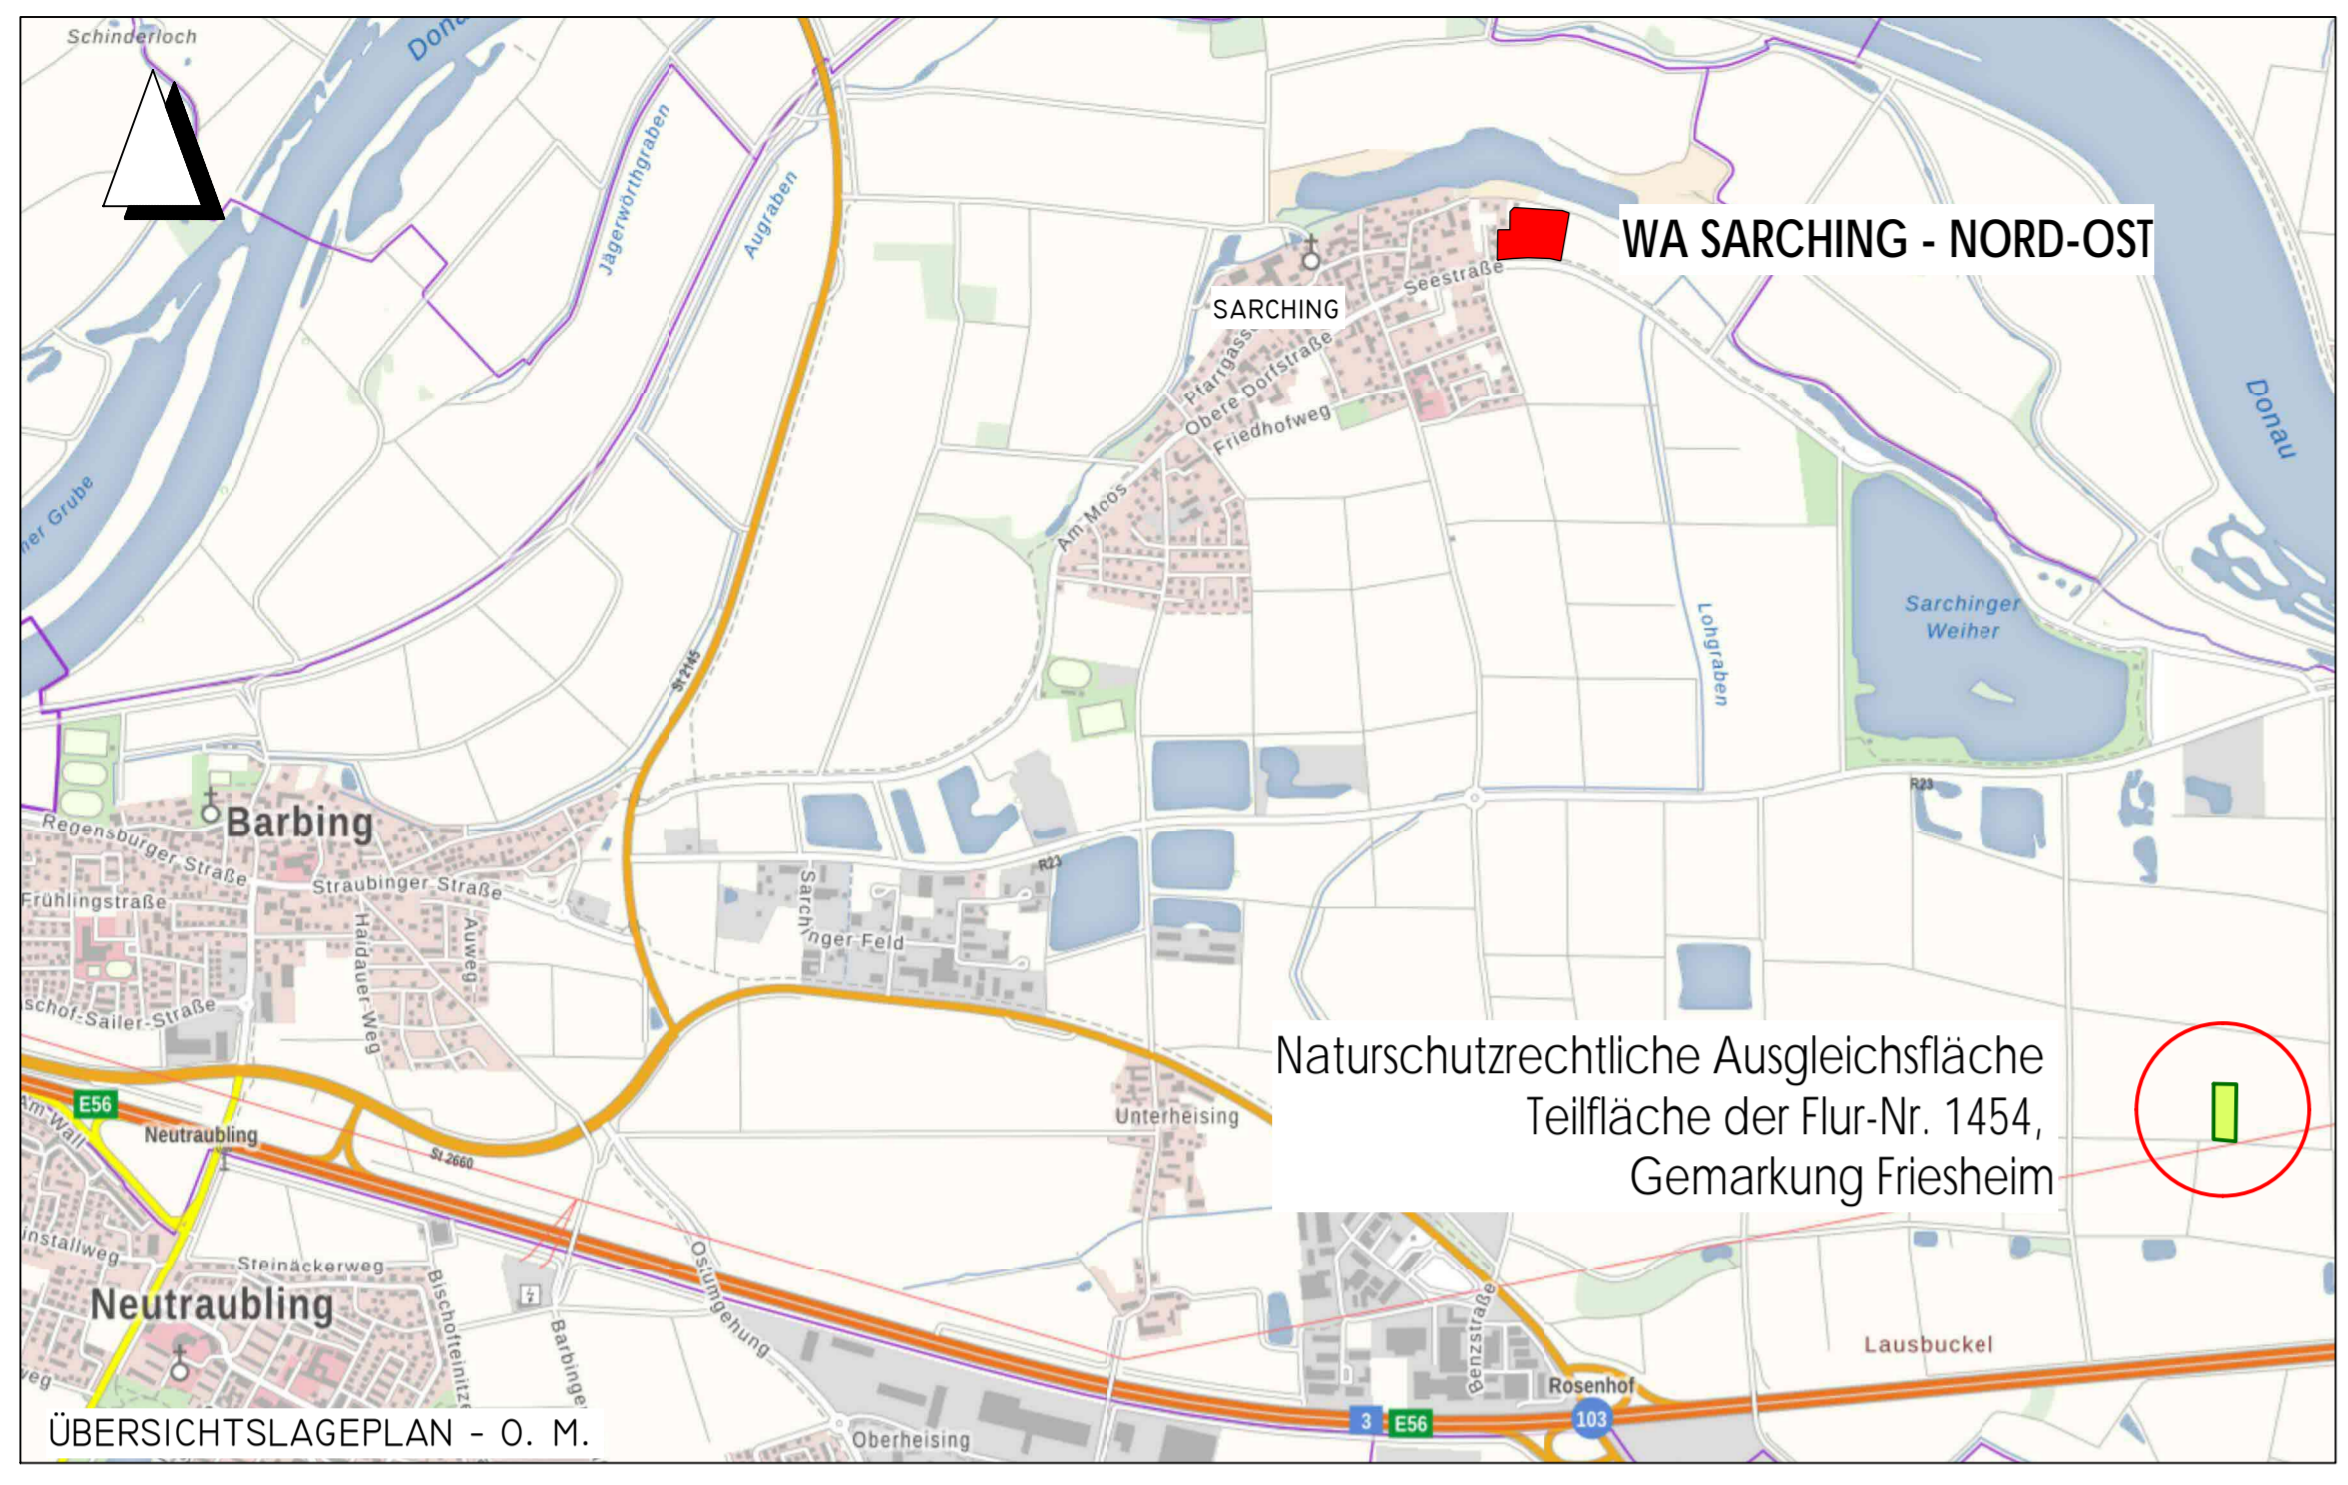 Schinderloch
Jägerwörthgraben
Augraben
WA SARCHING - NORD-OST
Seestraße
SARCHING
Obere Dorfstraße
Friedhofweg
Donau
Am Moos
Sarchinger
Weiher
Lohgraben
St 2145
R23
Barbing
Regensburger Straße
Straubinger Straße
Frühlingstraße
Haidauer-Weg
Auweg
Sarchinger Feld
R23
Naturschutzrechtliche Ausgleichsfläche
Teilfläche der Flur-Nr. 1454,
Gemarkung Friesheim
Unterheising
E56
Am Wall
Neutraubling
St 2660
Steinäckerweg
Neutraubling
Ostumgehung
Benzstraße
Lausbuckel
Rosenhof
3
E56
103
Oberheising
ÜBERSICHTSLAGEPLAN - O. M.